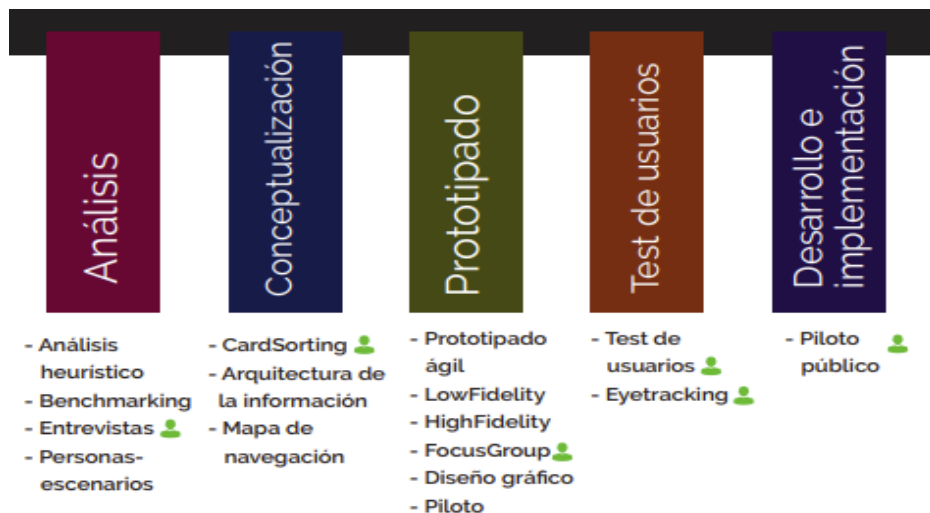 Análisis
- Análisis
heurístico
- Benchmarking
- Entrevistas
- Personas-
escenarios
Conceptualización
- CardSorting
- Arquitectura de
la información
- Mapa de
navegación
Prototipado
- Prototipado
ágil
- LowFidelity
- HighFidelity
- FocusGroup
- Diseño gráfico
- Piloto
Test de usuarios
- Test de
usuarios
- Eyetracking
Desarrollo e
implementación
- Piloto
público